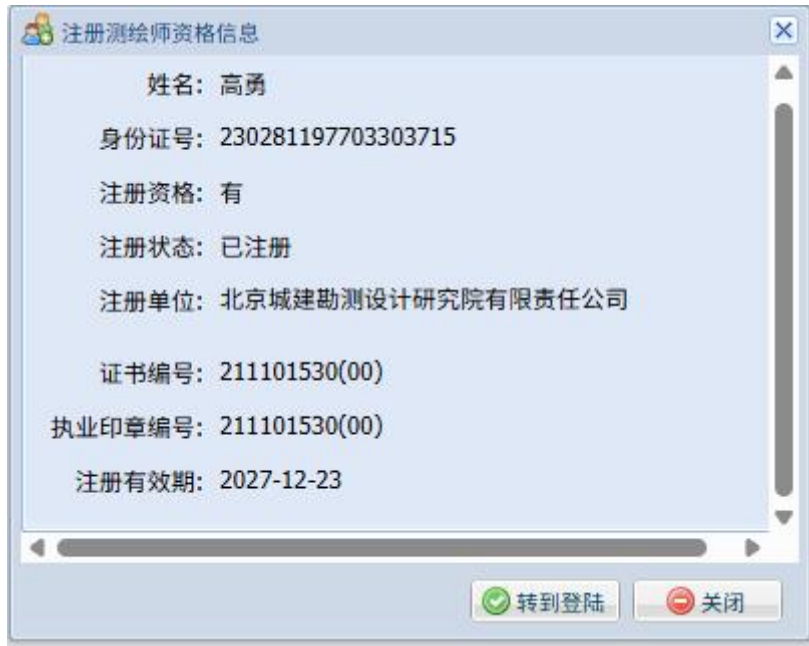 注册测绘师资格信息
姓名: 高勇
身份证号: 230281197703303715
注册资格: 有
注册状态: 已注册
注册单位: 北京城建勘测设计研究院有限责任公司
证书编号: 211101530(00)
执业印章编号: 211101530(00)
注册有效期: 2027-12-23
转到登陆 关闭